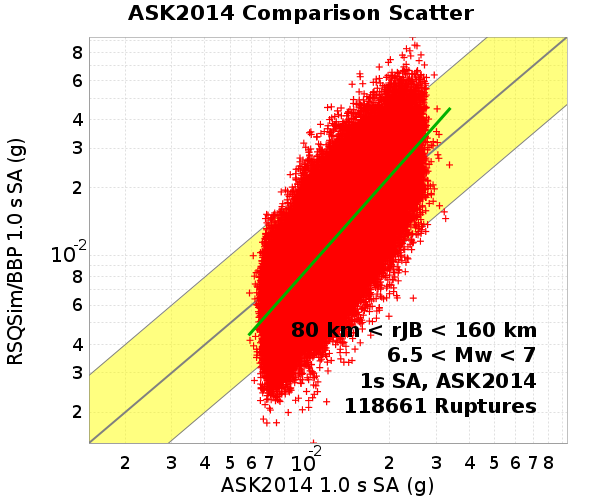 ASK2014 Comparison Scatter
8
6
4
3
2
10-2
8
6
4
3
2
RSQSim/BBP 1.0 s SA (g)
80 km < rJB < 160 km
6.5 < Mw < 7
1s SA, ASK2014
118661 Ruptures
2 3 4 5 6 7 10-2 2 3 4 5 6 7 8
ASK2014 1.0 s SA (g)